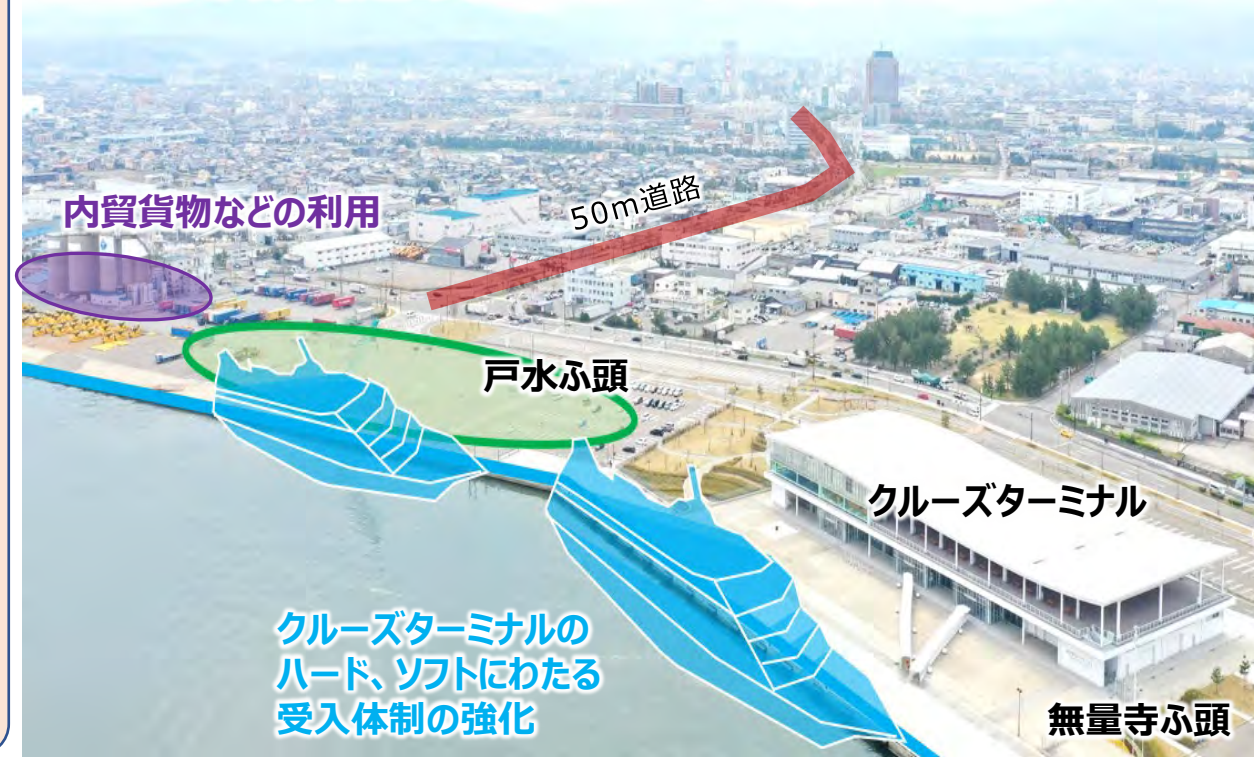 内貿貨物などの利用
50m道路
戸水ふ頭
クルーズターミナル
クルーズターミナルの
ハード、ソフトにわたる
受入体制の強化
無量寺ふ頭